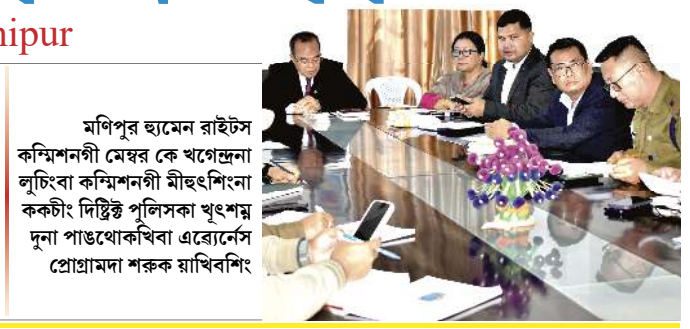 nipur
মণিপুর হ্যুমেন রাইটস
কম্মিশনগী মেম্বর কে খগেন্দ্রনা
লুচিংবা কম্মিশনগী মীহুৎশিংনা
ককচীং দিষ্ট্রিক্ট পুলিসকা খূৎশম্ন
দুনা পাঙথোকখিবা এৱ্যের্নেস
প্রোগ্রামদা শরুক য়াখিবশিং